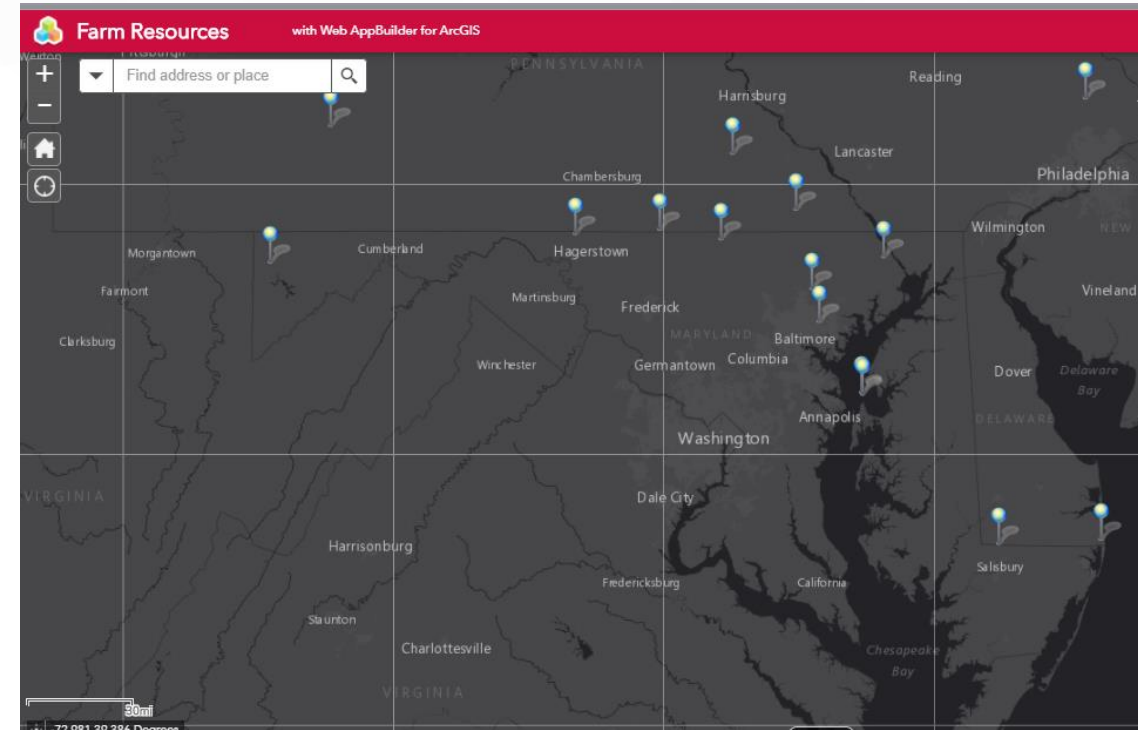 Farm Resources
with Web AppBuilder for ArcGIS
Find address or place
PENNSYLVANIA
Reading
Harrisburg
Lancaster
Chambersburg
Philadelphia
Wilmington
NEW
Morgantown
Cumberland
Hagerstown
Fairmont
Martinsburg
Frederick
Vineland
Clarksburg
MARYLAND
Baltimore
Winchester
Germantown
Columbia
Dover
Delaware
Bay
Annapolis
DELAWARE
Washington
VIRGINIA
Dale City
Harrisonburg
Salisbury
Fredericksburg
California
Staunton
Charlottesville
Chesapeake
Bay
VIRGINIA
30mi